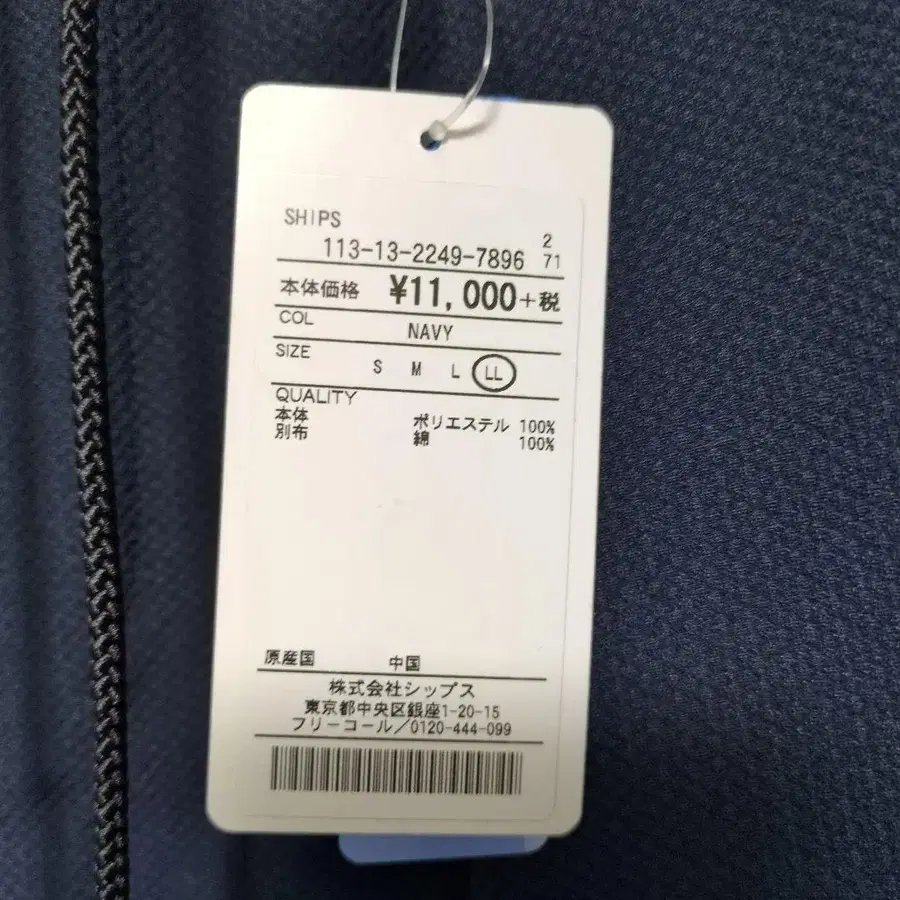 SHIPS
113-13-2249-7896 2 71
本体価格 ¥11,000+税
COL NAVY
SIZE S M L LL
QUALITY
本体 ポリエステル 100%
別布 綿 100%
原産国 中国
株式会社シップス
東京都中央区銀座1-20-15
フリーコール/0120-444-099